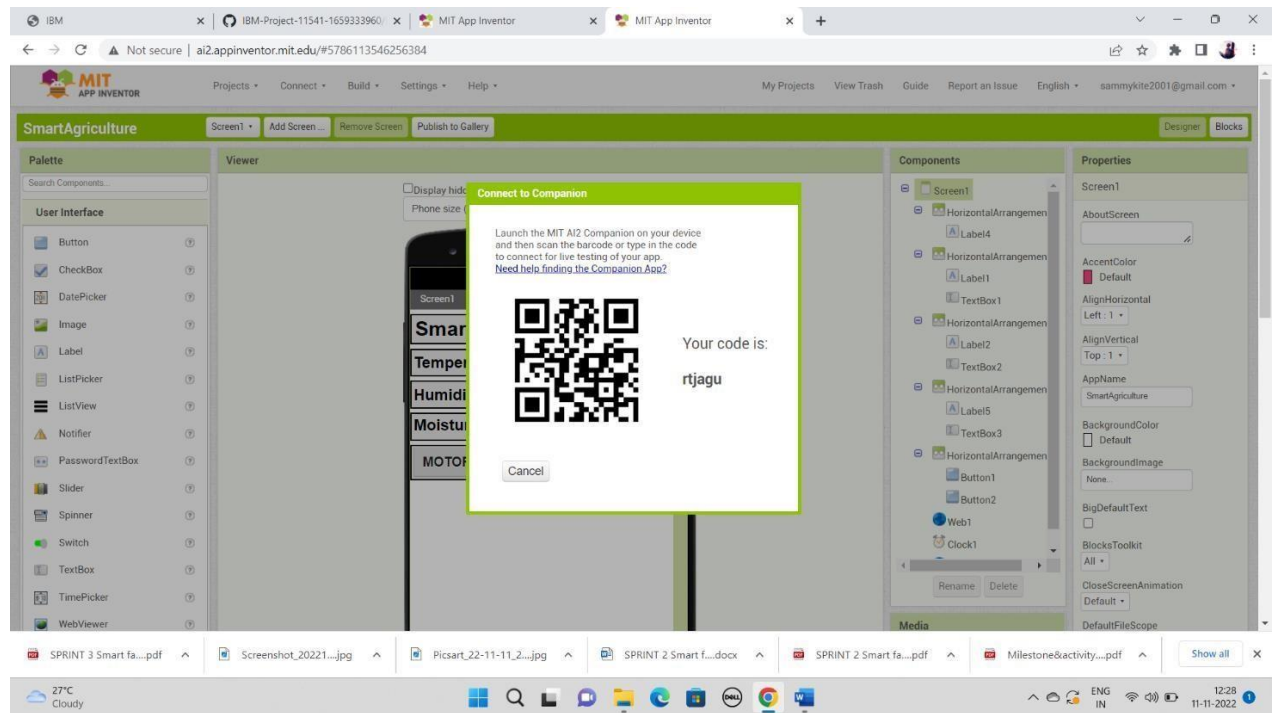 IBM
IBM-Project-11541-1659333960/
MIT App Inventor
MIT App Inventor
Not secure | ai2.appinventor.mit.edu/#5786113546256384
MIT
APP INVENTOR
Projects Connect Build Settings Help
My Projects View Trash Guide Report an Issue English sammykite2001@gmail.com
SmartAgriculture
Screen1 Add Screen ... Remove Screen Publish to Gallery
Designer Blocks
Palette
Search Components...
User Interface
Button
CheckBox
DatePicker
Image
Label
ListPicker
ListView
Notifier
PasswordTextBox
Slider
Spinner
Switch
TextBox
TimePicker
WebViewer
Viewer
Display hidd
Phone size (
Screen1
Smar
Temper
Humidi
Moistur
MOTOR
Connect to Companion
Launch the MIT AI2 Companion on your device
and then scan the barcode or type in the code
to connect for live testing of your app.
Need help finding the Companion App?
Your code is:
rtjagu
Cancel
Components
Screen1
HorizontalArrangemen
Label4
HorizontalArrangemen
Label1
TextBox1
HorizontalArrangemen
Label2
TextBox2
HorizontalArrangemen
Label5
TextBox3
HorizontalArrangemen
Button1
Button2
Web1
Clock1
Rename Delete
Media
Properties
Screen1
AboutScreen
AccentColor
Default
AlignHorizontal
Left : 1
AlignVertical
Top : 1
AppName
SmartAgriculture
BackgroundColor
Default
BackgroundImage
None...
BigDefaultText
BlocksToolkit
All
CloseScreenAnimation
Default
DefaultFileScope
SPRINT 3 Smart fa....pdf
Screenshot_20221....jpg
Picsart_22-11-11_2....jpg
SPRINT 2 Smart f....docx
SPRINT 2 Smart fa....pdf
Milestone&activity....pdf
Show all
27°C
Cloudy
DELL
ENG
IN
12:28
11-11-2022
1